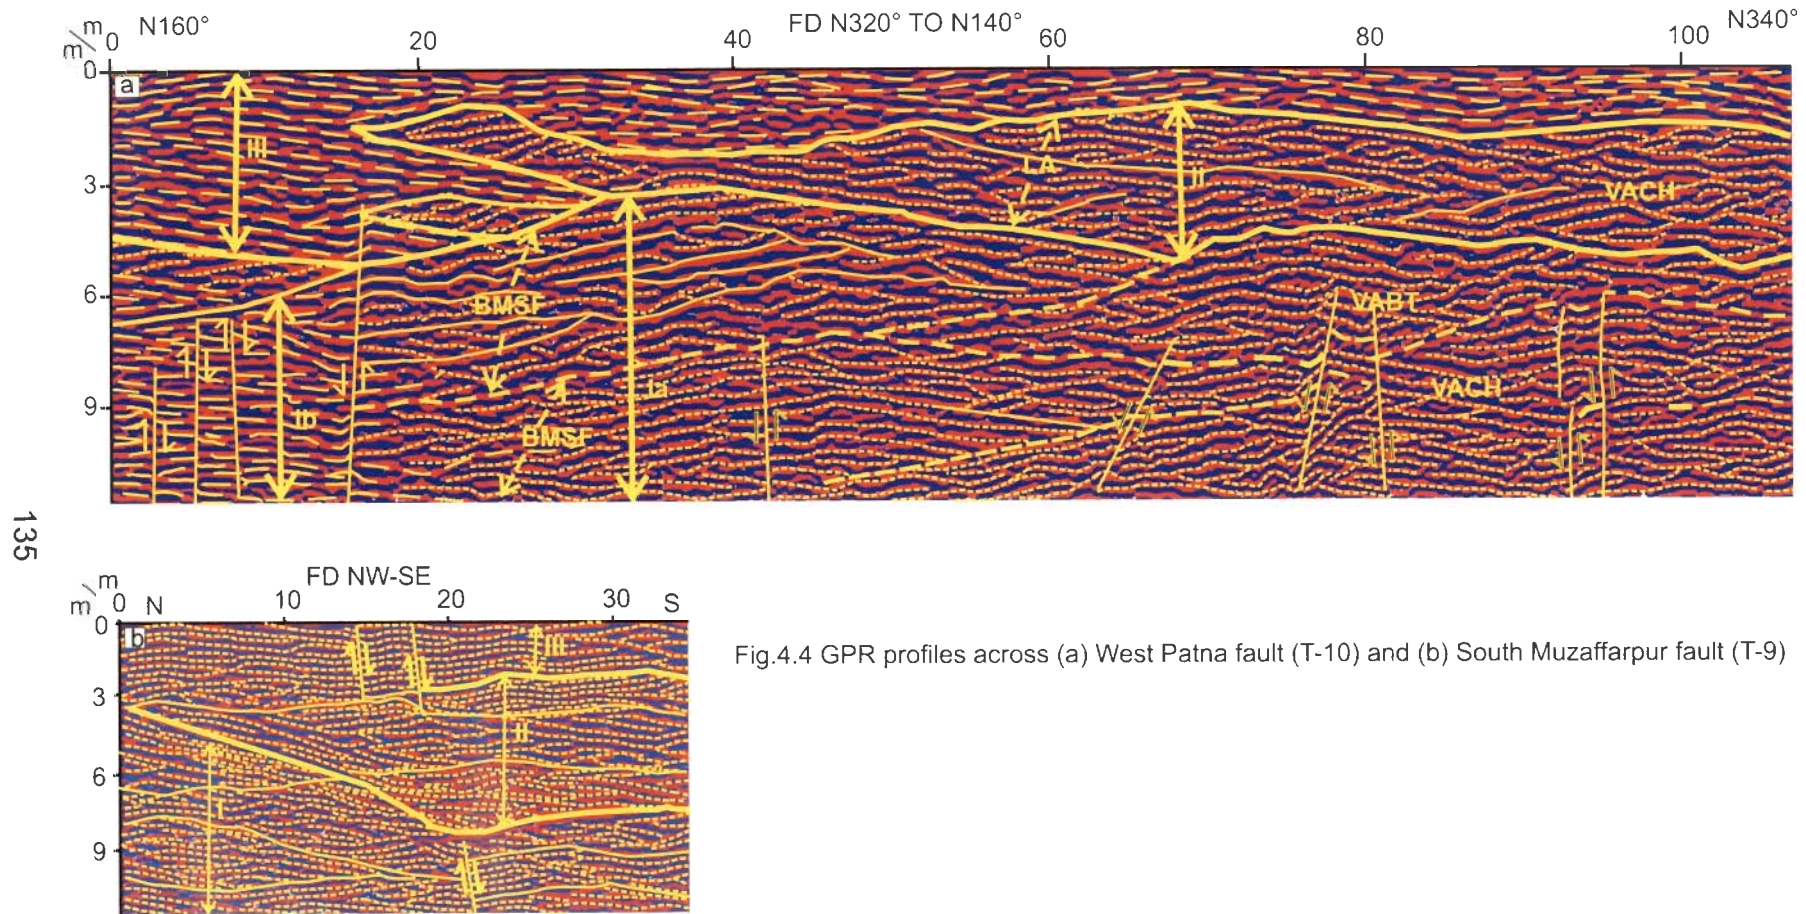 m/m 0 N160° 20 40 FD N320° TO N140° 60 80 100 N340°
0
a
III
3
LA
II
VACH
6
BMSF
VABT
Ia
VACH
9
Ib
BMSF
135
FD NW-SE
m/m 0 N 10 20 30 S
0
b
III
3
II
6
I
9
Fig.4.4 GPR profiles across (a) West Patna fault (T-10) and (b) South Muzaffarpur fault (T-9)